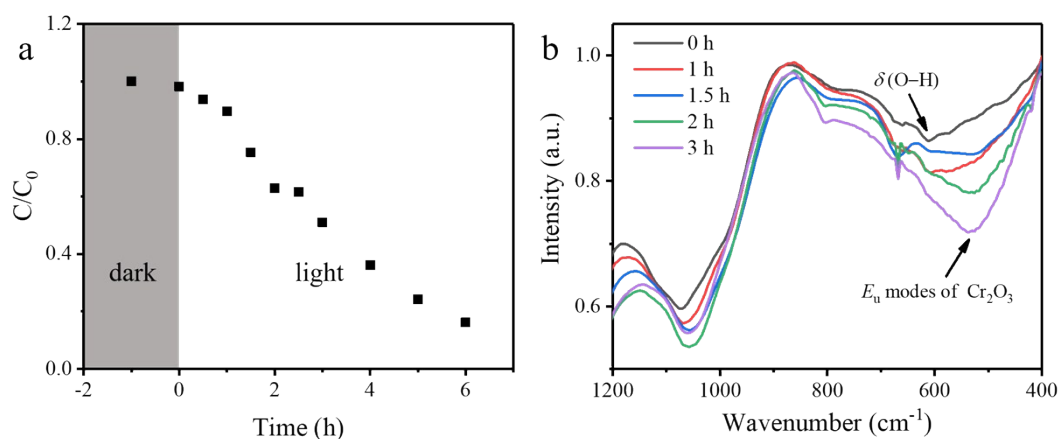 a
1.2
0.8
0.4
0.0
C/C₀
dark
light
-2
0
2
4
6
Time (h)
b
0 h
1 h
1.5 h
2 h
3 h
δ (O–H)
Eᵤ modes of Cr₂O₃
1.0
0.8
0.6
Intensity (a.u.)
1200
1000
800
600
400
Wavenumber (cm⁻¹)